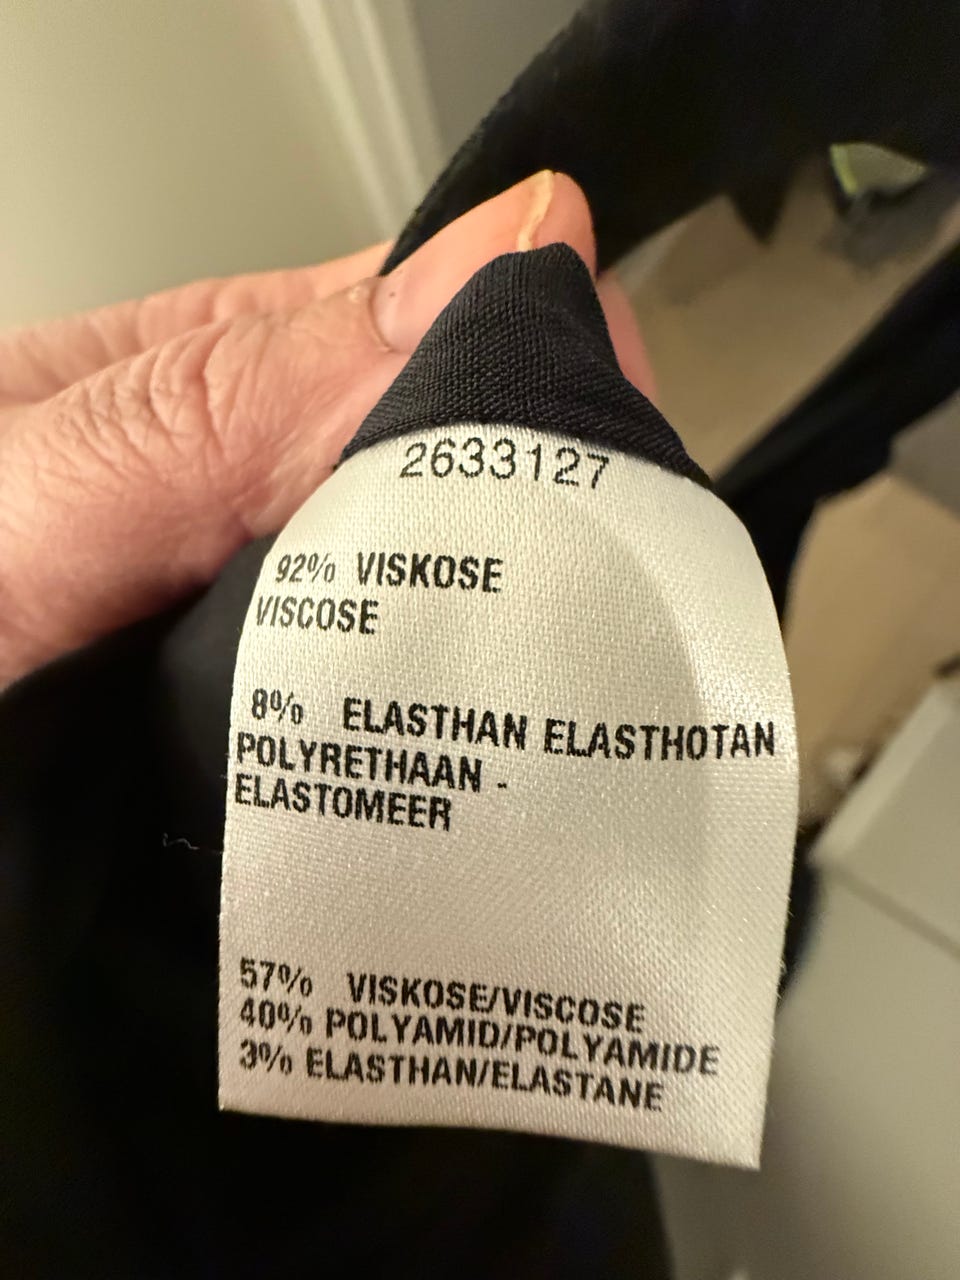 2633127
92% VISKOSE
VISCOSE
8% ELASTHAN ELASTHOTAN
POLYRETHAAN -
ELASTOMEER
57% VISKOSE/VISCOSE
40% POLYAMID/POLYAMIDE
3% ELASTHAN/ELASTANE